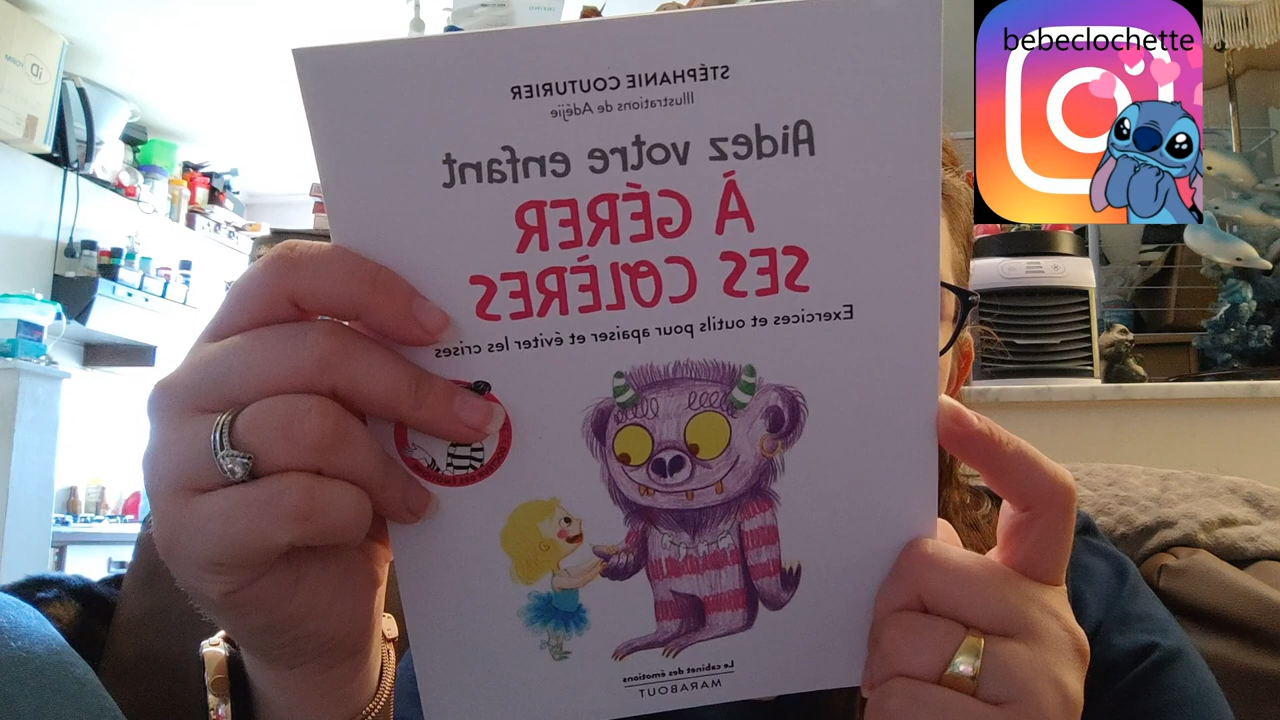 bebeclochette
STÉPHANIE COUTURIER
Illustrations de Adéjie
Aidez votre enfant
À GÉRER
SES COLÈRES
Exercices et outils pour apaiser et éviter les crises
Le cabinet des émotions
MARABOUT
iD